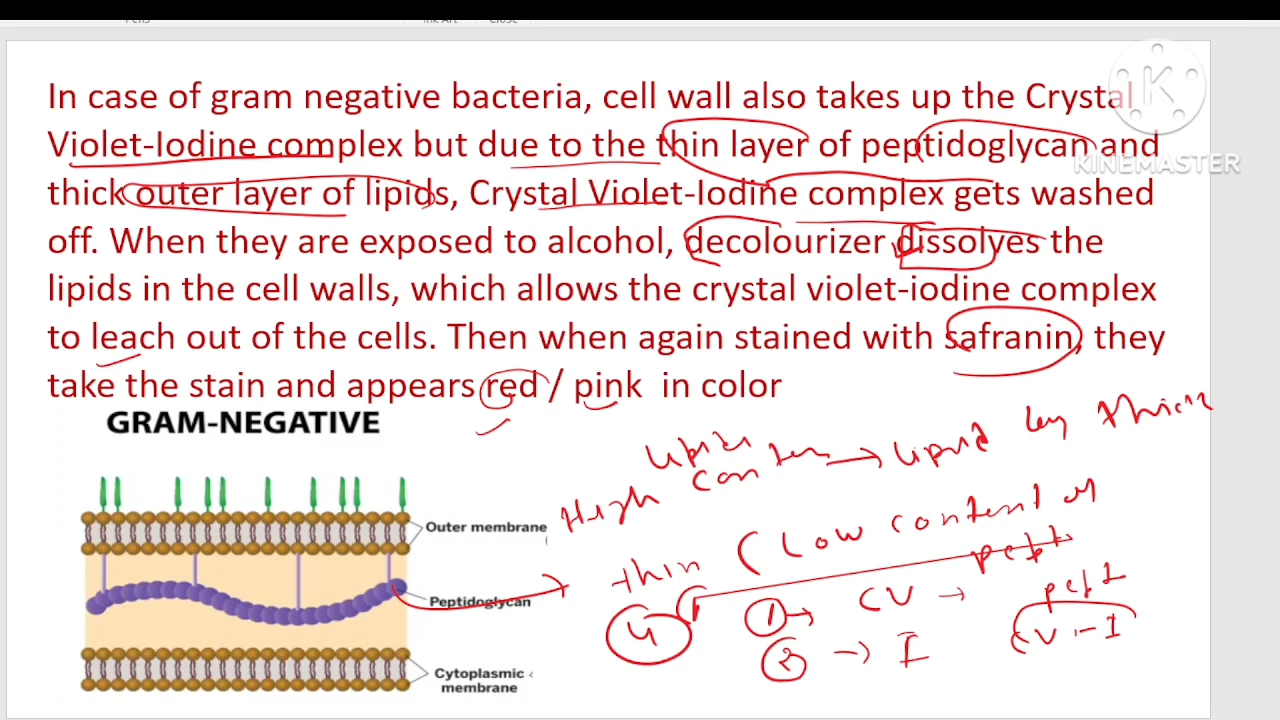 Pens Ink Art Close
In case of gram negative bacteria, cell wall also takes up the Crystal
Violet-Iodine complex but due to the thin layer of peptidoglycan and
thick outer layer of lipids, Crystal Violet-Iodine complex gets washed
off. When they are exposed to alcohol, decolourizer dissolves the
lipids in the cell walls, which allows the crystal violet-iodine complex
to leach out of the cells. Then when again stained with safranin, they
take the stain and appears red / pink in color
K
KINEMASTER
GRAM-NEGATIVE
Outer membrane
Peptidoglycan
Cytoplasmic
membrane
High
thin (Low content of
4
1 → CV →
2 → I
CV-I